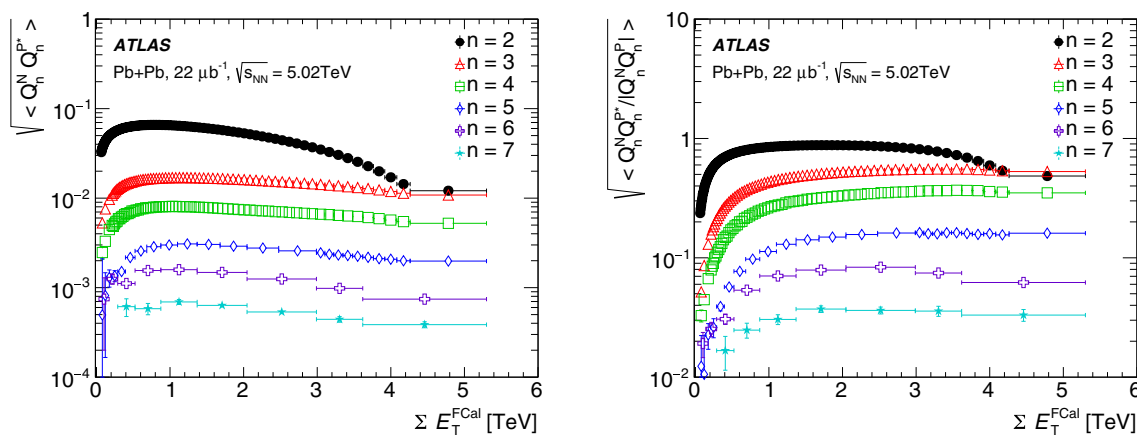 √< Q_n^N Q_n^P* >
ATLAS
Pb+Pb, 22 μb⁻¹, √s_NN = 5.02TeV
n = 2
n = 3
n = 4
n = 5
n = 6
n = 7
1
10⁻¹
10⁻²
10⁻³
10⁻⁴
0 1 2 3 4 5 6
Σ E_T^FCal [TeV]
√< Q_n^N Q_n^P*/|Q_n^N Q_n^P| >
ATLAS
Pb+Pb, 22 μb⁻¹, √s_NN = 5.02TeV
n = 2
n = 3
n = 4
n = 5
n = 6
n = 7
10
1
10⁻¹
10⁻²
0 1 2 3 4 5 6
Σ E_T^FCal [TeV]